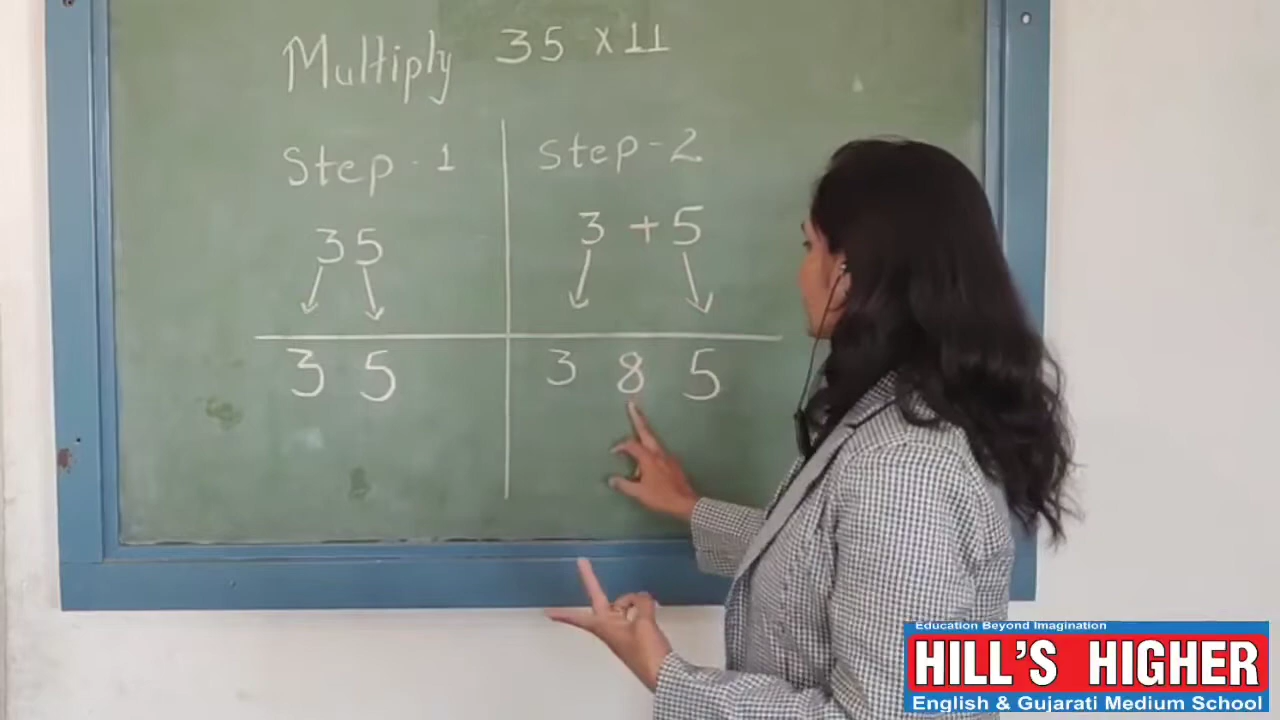 Multiply 35 x 11
Step - 1
35
3 5
Step - 2
3 + 5
3 8 5
Education Beyond Imagination
HILL'S HIGHER
English & Gujarati Medium School